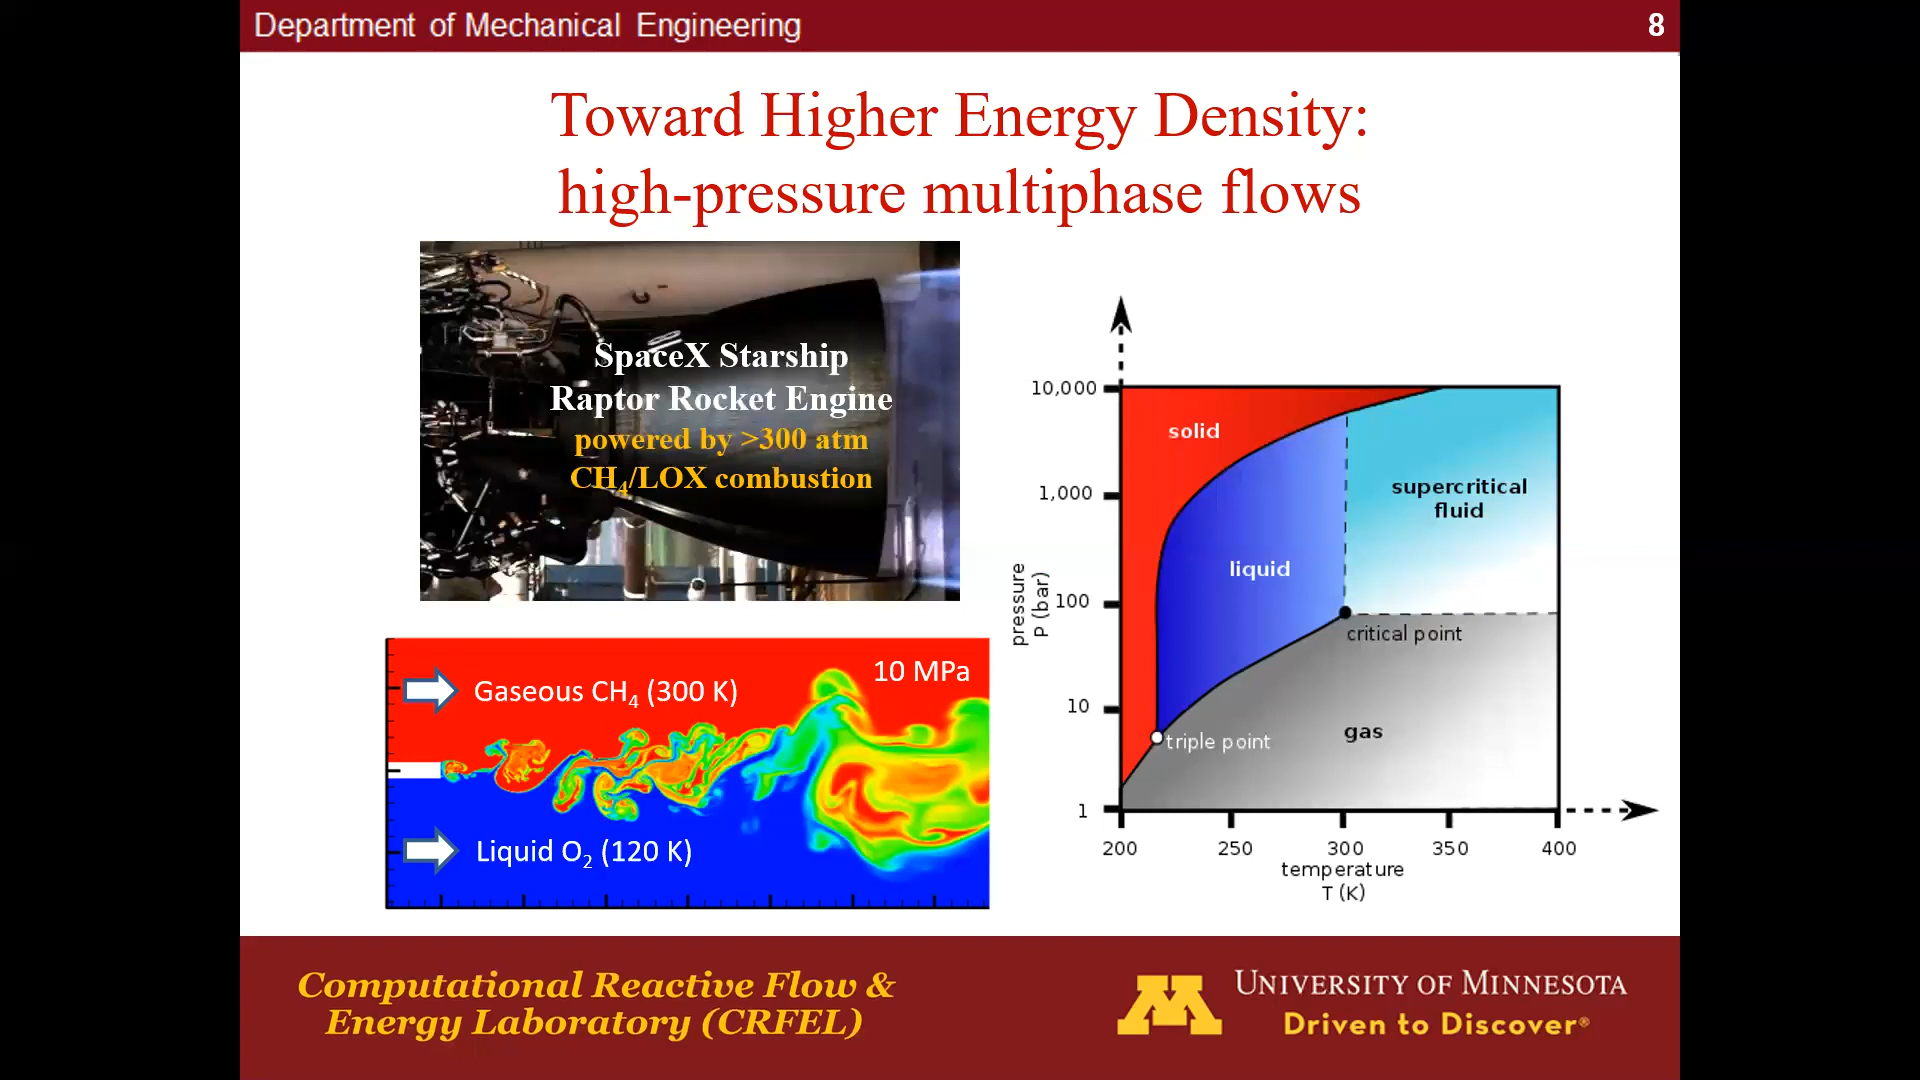 Department of Mechanical Engineering
8
Toward Higher Energy Density:
high-pressure multiphase flows
SpaceX Starship
Raptor Rocket Engine
powered by >300 atm
CH₄/LOX combustion
10 MPa
Gaseous CH₄ (300 K)
Liquid O₂ (120 K)
10,000
1,000
100
10
1
pressure
P (bar)
solid
supercritical
fluid
liquid
critical point
triple point
gas
200
250
300
350
400
temperature
T (K)
Computational Reactive Flow &
Energy Laboratory (CRFEL)
M
UNIVERSITY OF MINNESOTA
Driven to Discover®